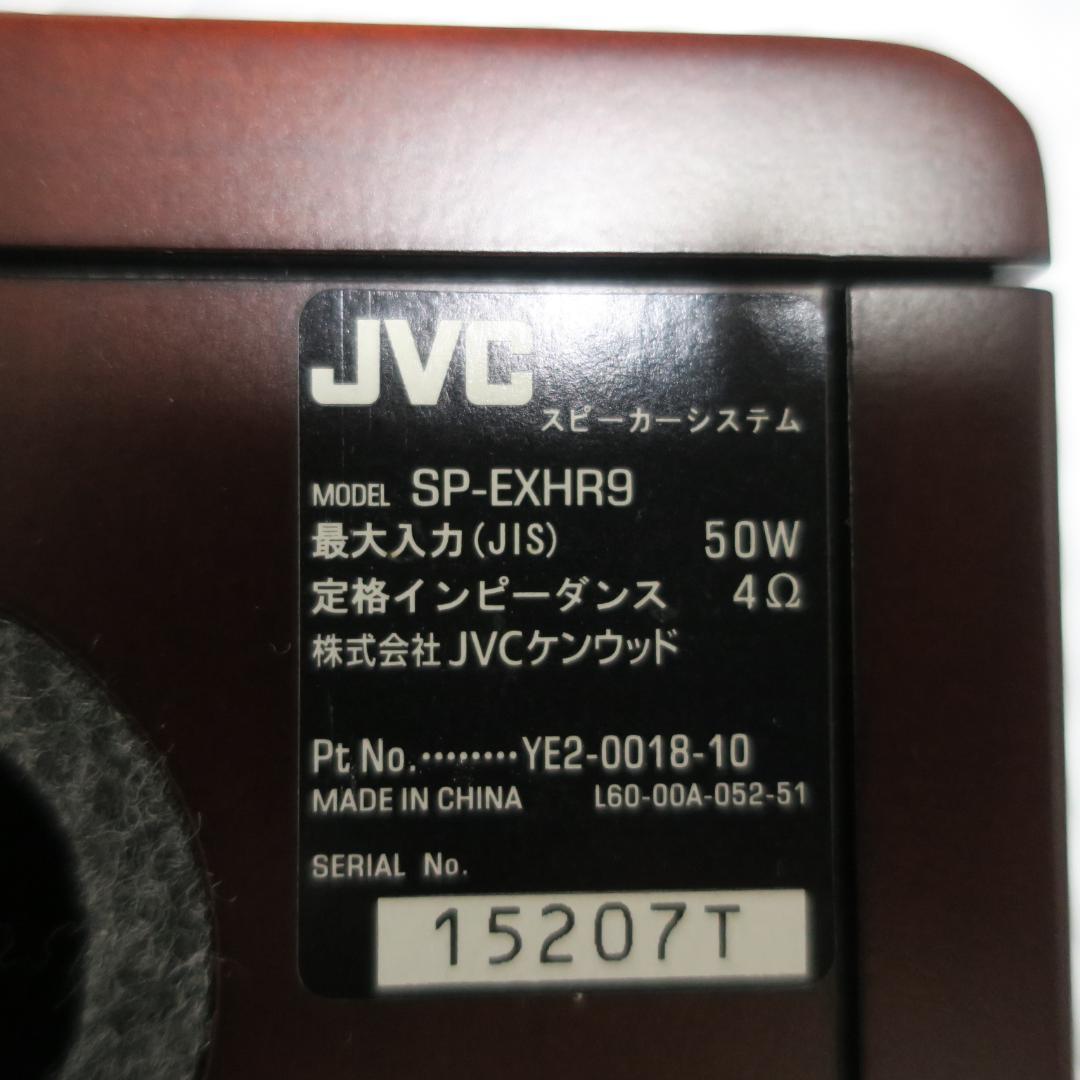 JVC
スピーカーシステム
MODEL SP-EXHR9
最大入力(JIS) 50W
定格インピーダンス 4Ω
株式会社 JVCケンウッド
Pt No.········YE2-0018-10
MADE IN CHINA L60-00A-052-51
SERIAL No.
15207T